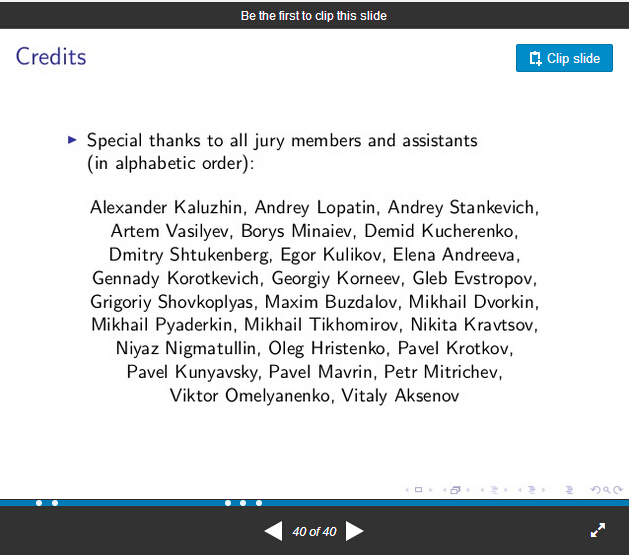 Be the first to clip this slide
Credits
Clip slide
Special thanks to all jury members and assistants
(in alphabetic order):
Alexander Kaluzhin, Andrey Lopatin, Andrey Stankevich,
Artem Vasilyev, Borys Minaiev, Demid Kucherenko,
Dmitry Shtukenberg, Egor Kulikov, Elena Andreeva,
Gennady Korotkevich, Georgiy Korneev, Gleb Evstropov,
Grigoriy Shovkoplyas, Maxim Buzdalov, Mikhail Dvorkin,
Mikhail Pyaderkin, Mikhail Tikhomirov, Nikita Kravtsov,
Niyaz Nigmatullin, Oleg Hristenko, Pavel Krotkov,
Pavel Kunyavsky, Pavel Mavrin, Petr Mitrichev,
Viktor Omelyanenko, Vitaly Aksenov
40 of 40